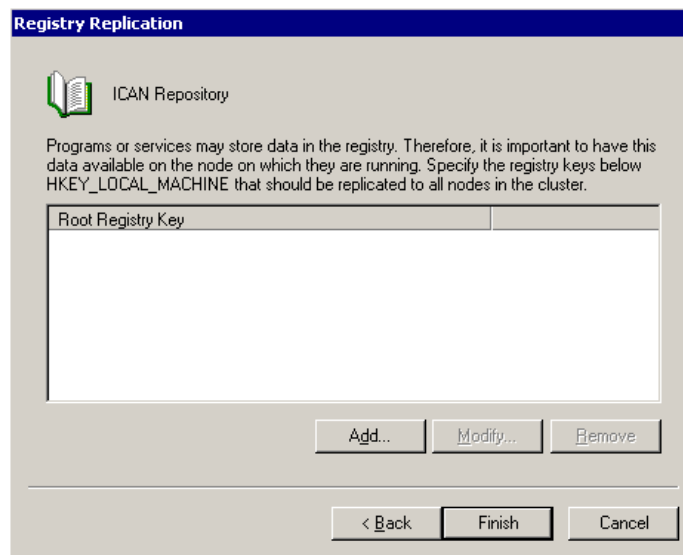 Registry Replication
ICAN Repository
Programs or services may store data in the registry. Therefore, it is important to have this
data available on the node on which they are running. Specify the registry keys below
HKEY_LOCAL_MACHINE that should be replicated to all nodes in the cluster.
Root Registry Key
Add... Modify... Remove
< Back Finish Cancel